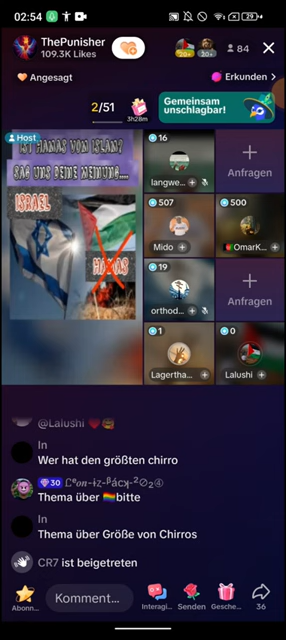 02:54
29
ThePunisher
109.3K Likes
20+
20+
84
Angesagt
Erkunden
2/51
3h28m
Gemeinsam
unschlagbar!
Host
IST HAMAS VON ISLAM?
SAG UNS DEINE MEINUNG...
ISRAEL
HAMAS
16
langwe...
Anfragen
507
Mido
500
OmarK...
19
orthod...
Anfragen
1
Lagertha...
0
Lalushi
@Lalushi
In
Wer hat den größten chirro
30
Thema über 🏳️‍🌈bitte
In
Thema über Größe von Chirros
CR7 ist beigetreten
Abonn...
Komment...
Interagi...
Senden
Gesche...
36